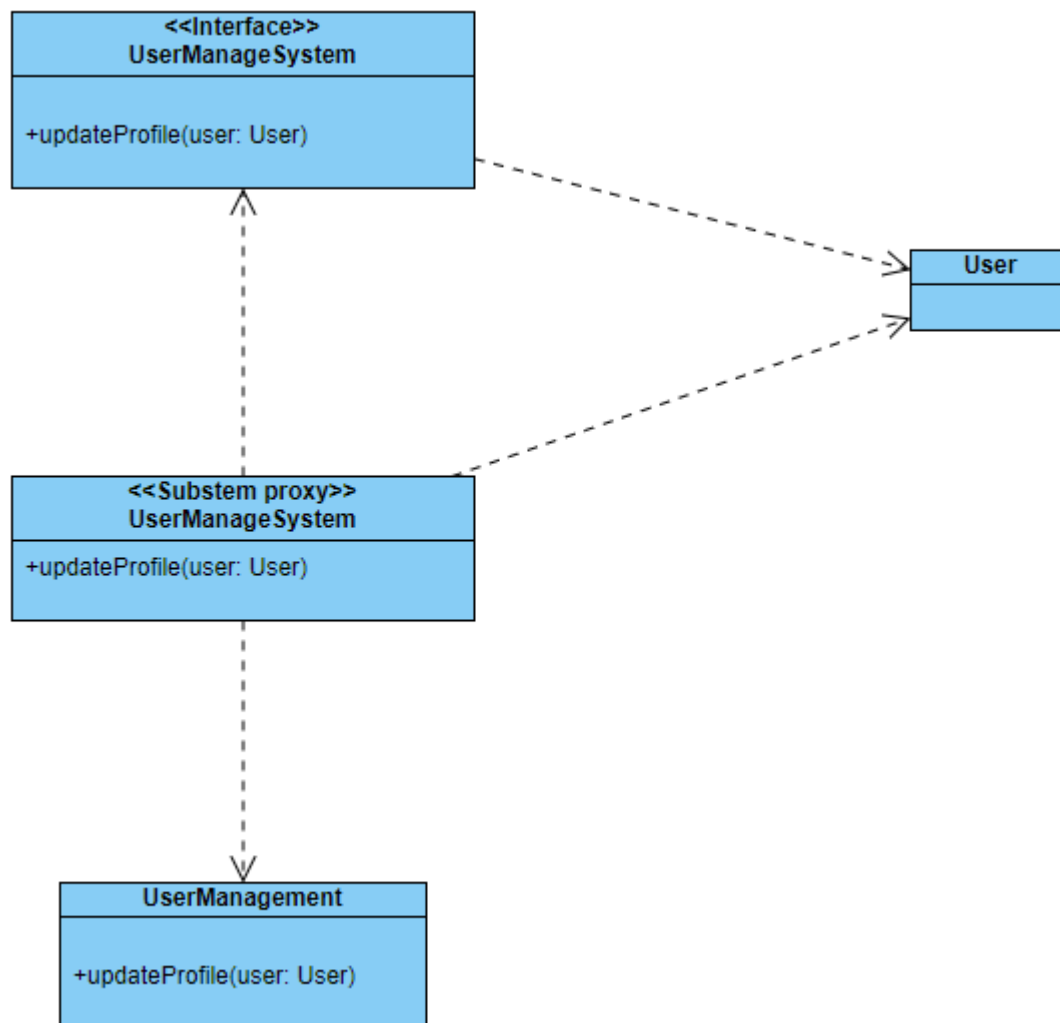 <<Interface>>
UserManageSystem
+updateProfile(user: User)
User
<<Substem proxy>>
UserManageSystem
+updateProfile(user: User)
UserManagement
+updateProfile(user: User)